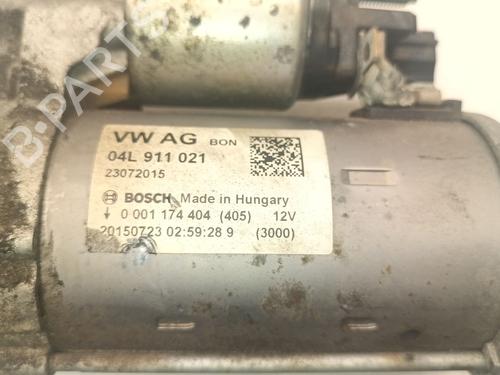 B-PARTS
VW AG BON
04L 911 021
23072015
BOSCH Made in Hungary
0 001 174 404 (405) 12V
20150723 02:59:28 9 (3000)